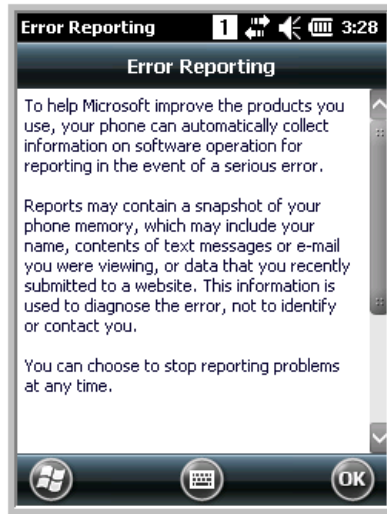 Error Reporting 1 3:28
Error Reporting
To help Microsoft improve the products you
use, your phone can automatically collect
information on software operation for
reporting in the event of a serious error.
Reports may contain a snapshot of your
phone memory, which may include your
name, contents of text messages or e-mail
you were viewing, or data that you recently
submitted to a website. This information is
used to diagnose the error, not to identify
or contact you.
You can choose to stop reporting problems
at any time.
OK